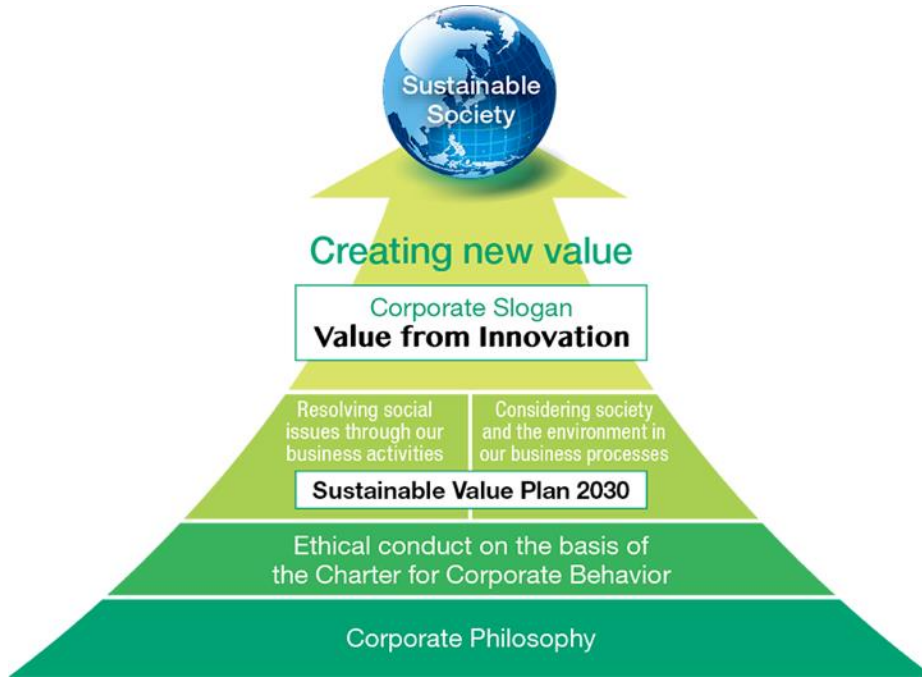 Sustainable
Society
Creating new value
Corporate Slogan
Value from Innovation
Resolving social
issues through our
business activities
Considering society
and the environment in
our business processes
Sustainable Value Plan 2030
Ethical conduct on the basis of
the Charter for Corporate Behavior
Corporate Philosophy